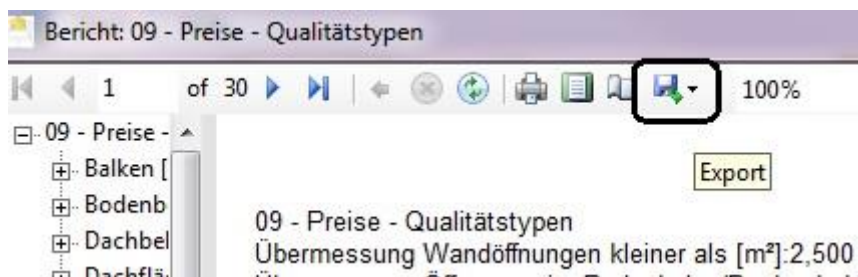 Bericht: 09 - Preise - Qualitätstypen
1 of 30 100%
09 - Preise -
Balken [
Bodenb
Dachbel
Export
09 - Preise - Qualitätstypen
Übermessung Wandöffnungen kleiner als [m²]:2,500